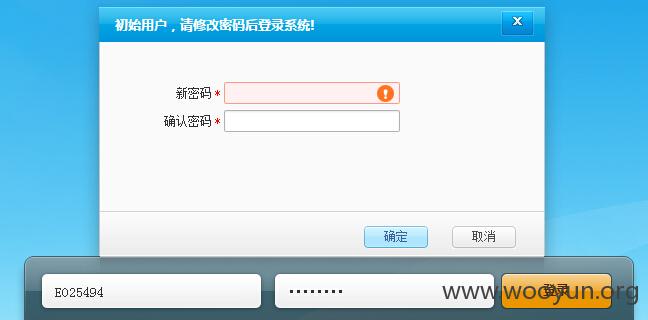 初始用户，请修改密码后登录系统!
X
新密码 *
!
确认密码 *
确定
取消
E025494
••••••••
登录
www.wooyun.org